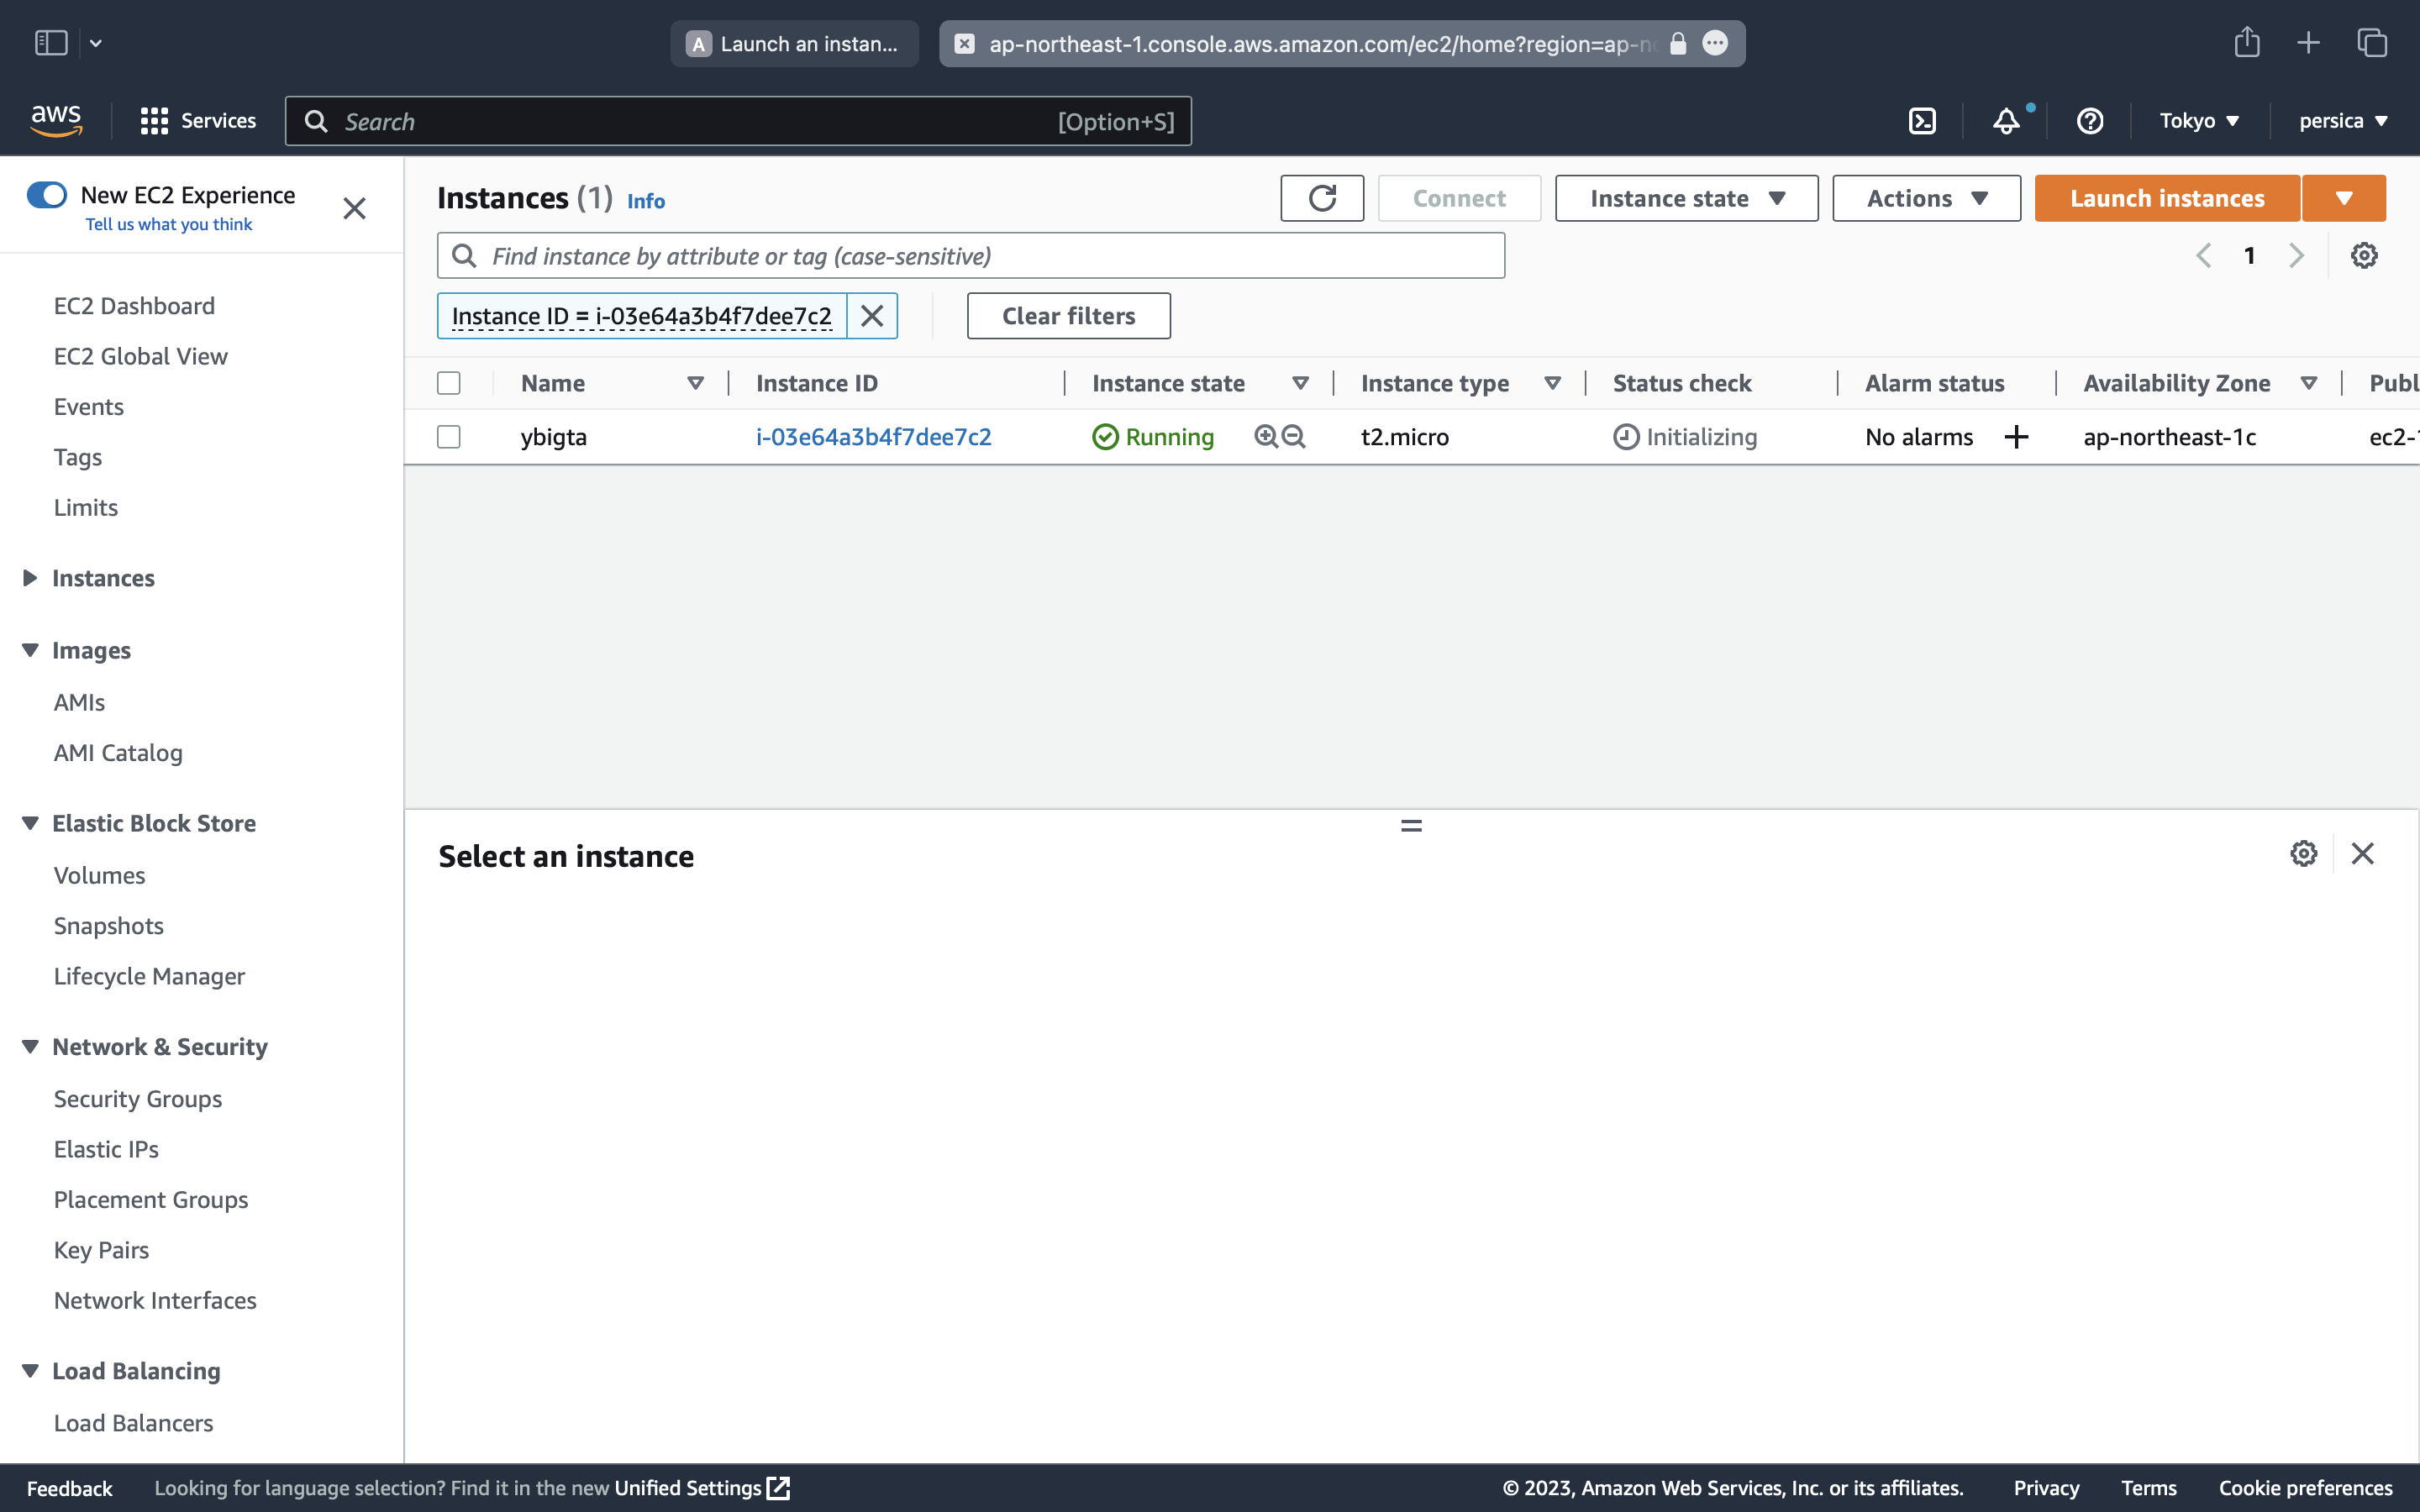 A Launch an instan...
ap-northeast-1.console.aws.amazon.com/ec2/home?region=ap-n
aws
Services
Search
[Option+S]
Tokyo
persica
New EC2 Experience
Tell us what you think
EC2 Dashboard
EC2 Global View
Events
Tags
Limits
Instances
Images
AMIs
AMI Catalog
Elastic Block Store
Volumes
Snapshots
Lifecycle Manager
Network & Security
Security Groups
Elastic IPs
Placement Groups
Key Pairs
Network Interfaces
Load Balancing
Load Balancers
Instances (1) Info
Connect
Instance state
Actions
Launch instances
Find instance by attribute or tag (case-sensitive)
1
Instance ID = i-03e64a3b4f7dee7c2
Clear filters
Name Instance ID Instance state Instance type Status check Alarm status Availability Zone Publ
ybigta i-03e64a3b4f7dee7c2 Running t2.micro Initializing No alarms ap-northeast-1c ec2-
Select an instance
Feedback Looking for language selection? Find it in the new Unified Settings
© 2023, Amazon Web Services, Inc. or its affiliates. Privacy Terms Cookie preferences